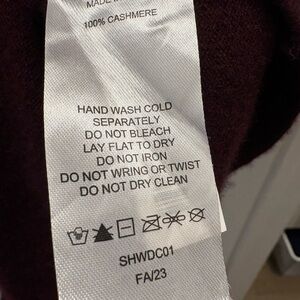 MADE
100% CASHMERE
HAND WASH COLD
SEPARATELY
DO NOT BLEACH
LAY FLAT TO DRY
DO NOT IRON
DO NOT WRING OR TWIST
DO NOT DRY CLEAN
SHWDC01
FA/23